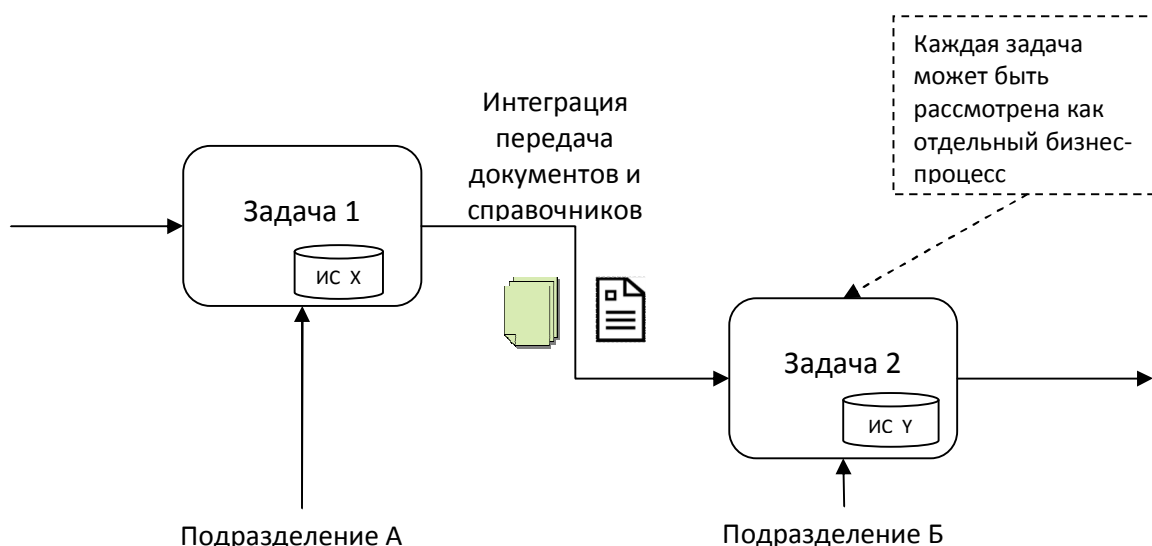 Каждая задача
может быть
рассмотрена как
отдельный бизнес-
процесс
Интеграция
передача
документов и
справочников
Задача 1
ИС X
Задача 2
ИС Y
Подразделение А
Подразделение Б